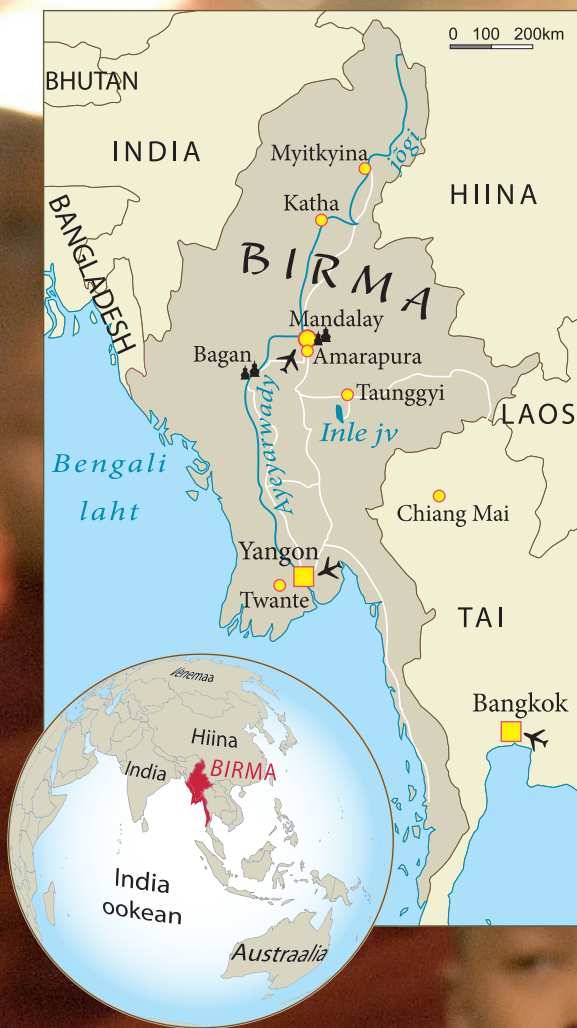 0 100 200km
BHUTAN
INDIA
Myitkyina
jõgi
HIINA
Katha
BANGLADESH
BIRMA
Mandalay
Bagan
Amarapura
Taunggyi
Ayeyarwady
Inle jv
LAOS
Bengali
laht
Chiang Mai
Yangon
Twante
TAI
Bangkok
Venemaa
Hiina
India
BIRMA
India
ookean
Austraalia